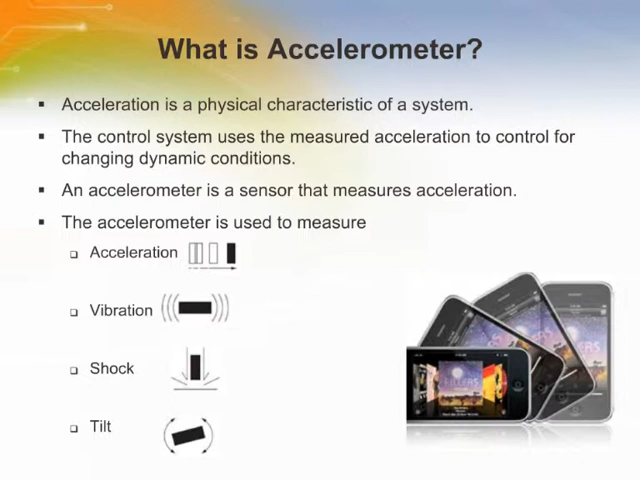 What is Accelerometer?
▪ Acceleration is a physical characteristic of a system.
▪ The control system uses the measured acceleration to control for
changing dynamic conditions.
▪ An accelerometer is a sensor that measures acceleration.
▪ The accelerometer is used to measure
❑ Acceleration
❑ Vibration
❑ Shock
❑ Tilt